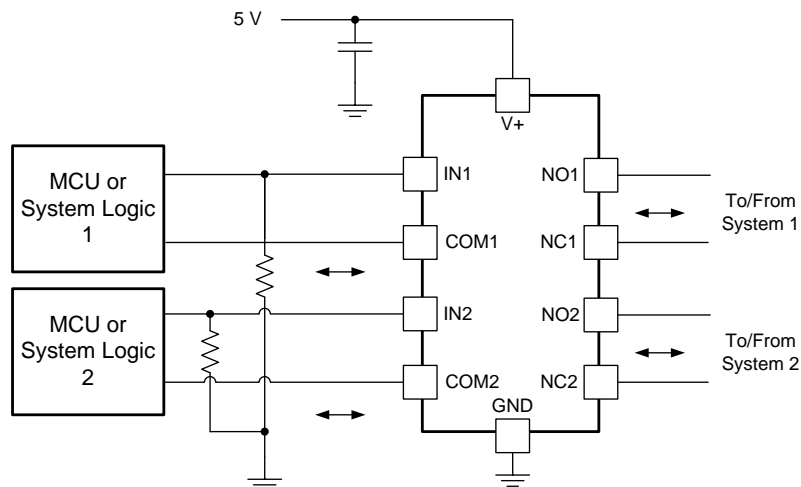 5 V
V+
MCU or
System Logic
1
IN1
NO1
To/From
System 1
COM1
NC1
MCU or
System Logic
2
IN2
NO2
To/From
System 2
COM2
NC2
GND